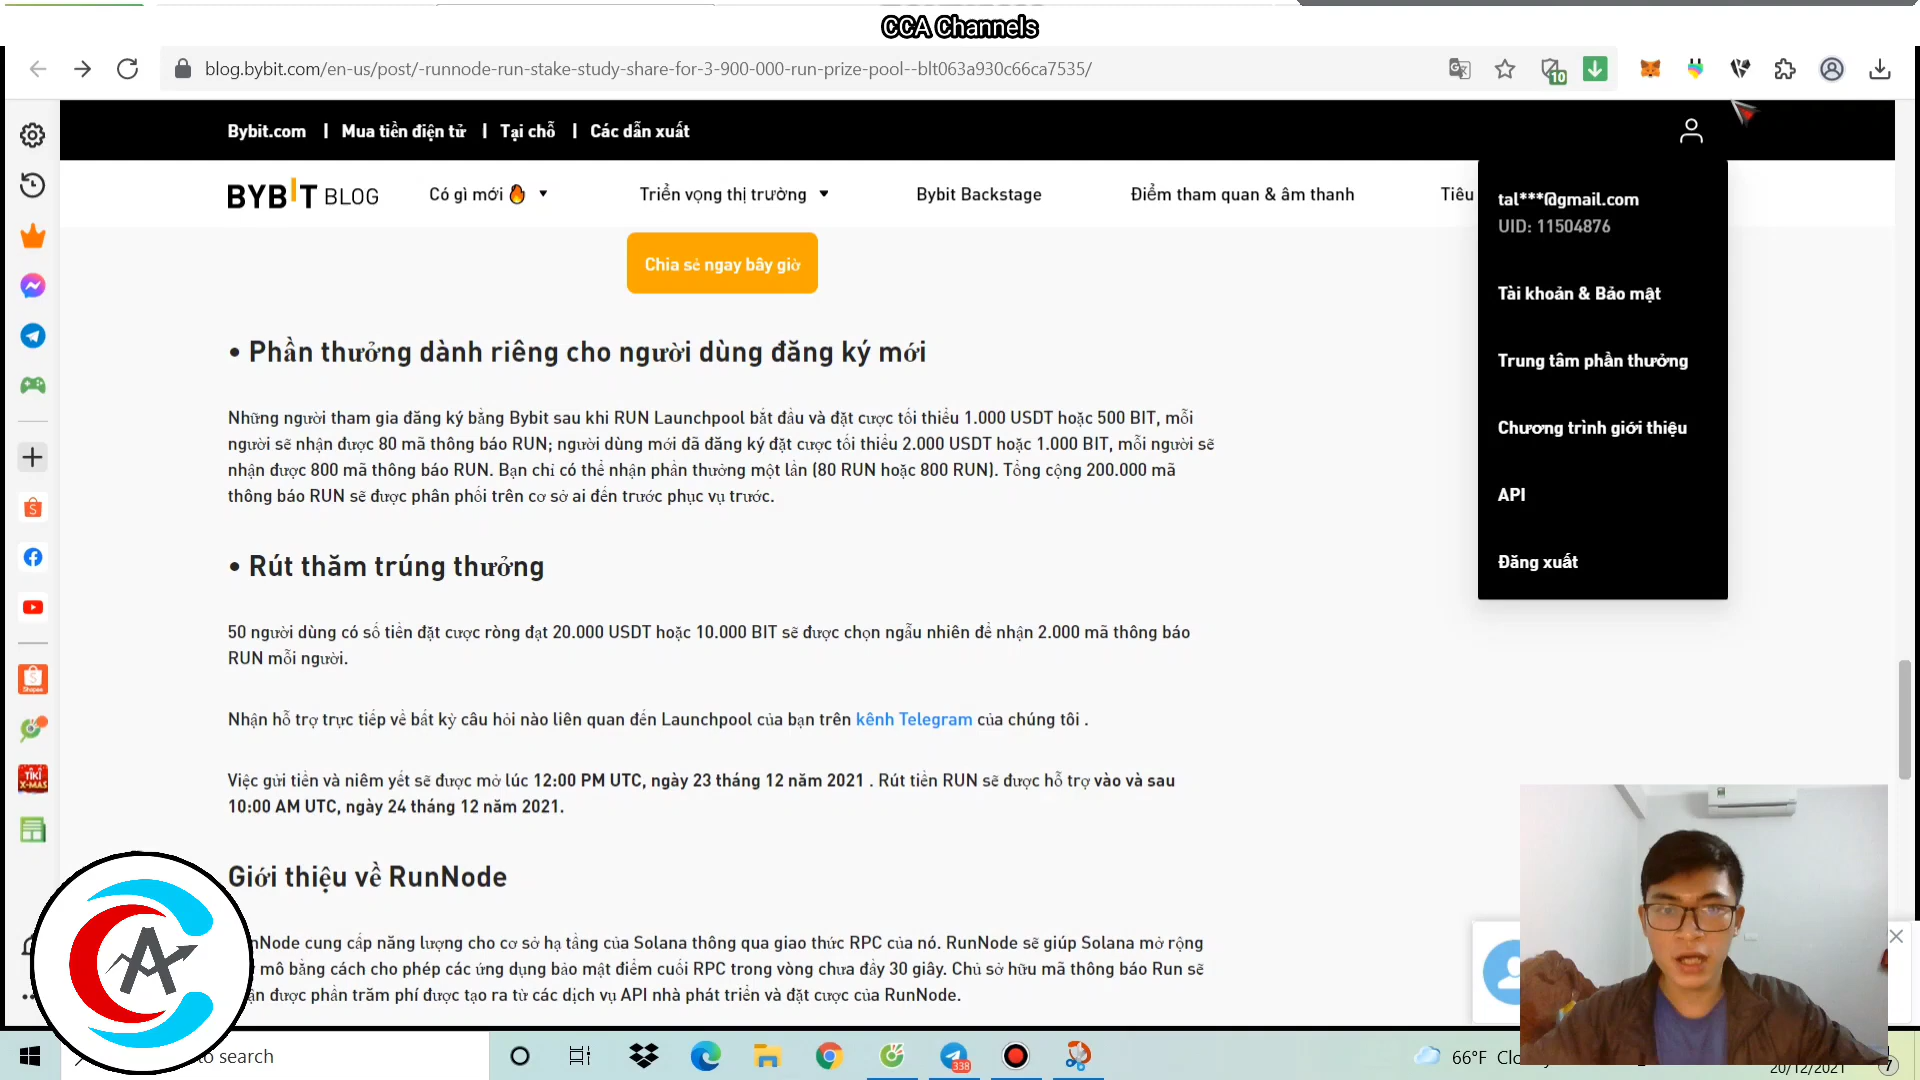 CCA Channels
blog.bybit.com/en-us/post/-runnode-run-stake-study-share-for-3-900-000-run-prize-pool--blt063a930c66ca7535/
10
Bybit.com | Mua tiền điện tử | Tại chỗ | Các dẫn xuất
BYBIT BLOG
Có gì mới
Triển vọng thị trường
Bybit Backstage
Điểm tham quan & âm thanh
Tiêu
tal***@gmail.com
UID: 11504876
Tài khoản & Bảo mật
Trung tâm phần thưởng
Chương trình giới thiệu
API
Đăng xuất
Chia sẻ ngay bây giờ
• Phần thưởng dành riêng cho người dùng đăng ký mới
Những người tham gia đăng ký bằng Bybit sau khi RUN Launchpool bắt đầu và đặt cược tối thiểu 1.000 USDT hoặc 500 BIT, mỗi
người sẽ nhận được 80 mã thông báo RUN; người dùng mới đã đăng ký đặt cược tối thiểu 2.000 USDT hoặc 1.000 BIT, mỗi người sẽ
nhận được 800 mã thông báo RUN. Bạn chỉ có thể nhận phần thưởng một lần (80 RUN hoặc 800 RUN). Tổng cộng 200.000 mã
thông báo RUN sẽ được phân phối trên cơ sở ai đến trước phục vụ trước.
• Rút thăm trúng thưởng
50 người dùng có số tiền đặt cược ròng đạt 20.000 USDT hoặc 10.000 BIT sẽ được chọn ngẫu nhiên để nhận 2.000 mã thông báo
RUN mỗi người.
Nhận hỗ trợ trực tiếp về bất kỳ câu hỏi nào liên quan đến Launchpool của bạn trên kênh Telegram của chúng tôi .
Việc gửi tiền và niêm yết sẽ được mở lúc 12:00 PM UTC, ngày 23 tháng 12 năm 2021 . Rút tiền RUN sẽ được hỗ trợ vào và sau
10:00 AM UTC, ngày 24 tháng 12 năm 2021.
Giới thiệu về RunNode
nNode cung cấp năng lượng cho cơ sở hạ tầng của Solana thông qua giao thức RPC của nó. RunNode sẽ giúp Solana mở rộng
mô bằng cách cho phép các ứng dụng bảo mật điểm cuối RPC trong vòng chưa đầy 30 giây. Chủ sở hữu mã thông báo Run sẽ
ận được phần trăm phí được tạo ra từ các dịch vụ API nhà phát triển và đặt cược của RunNode.
Shopee
TIKI
X-MAS
to search
338
66°F
20/12/2021
7